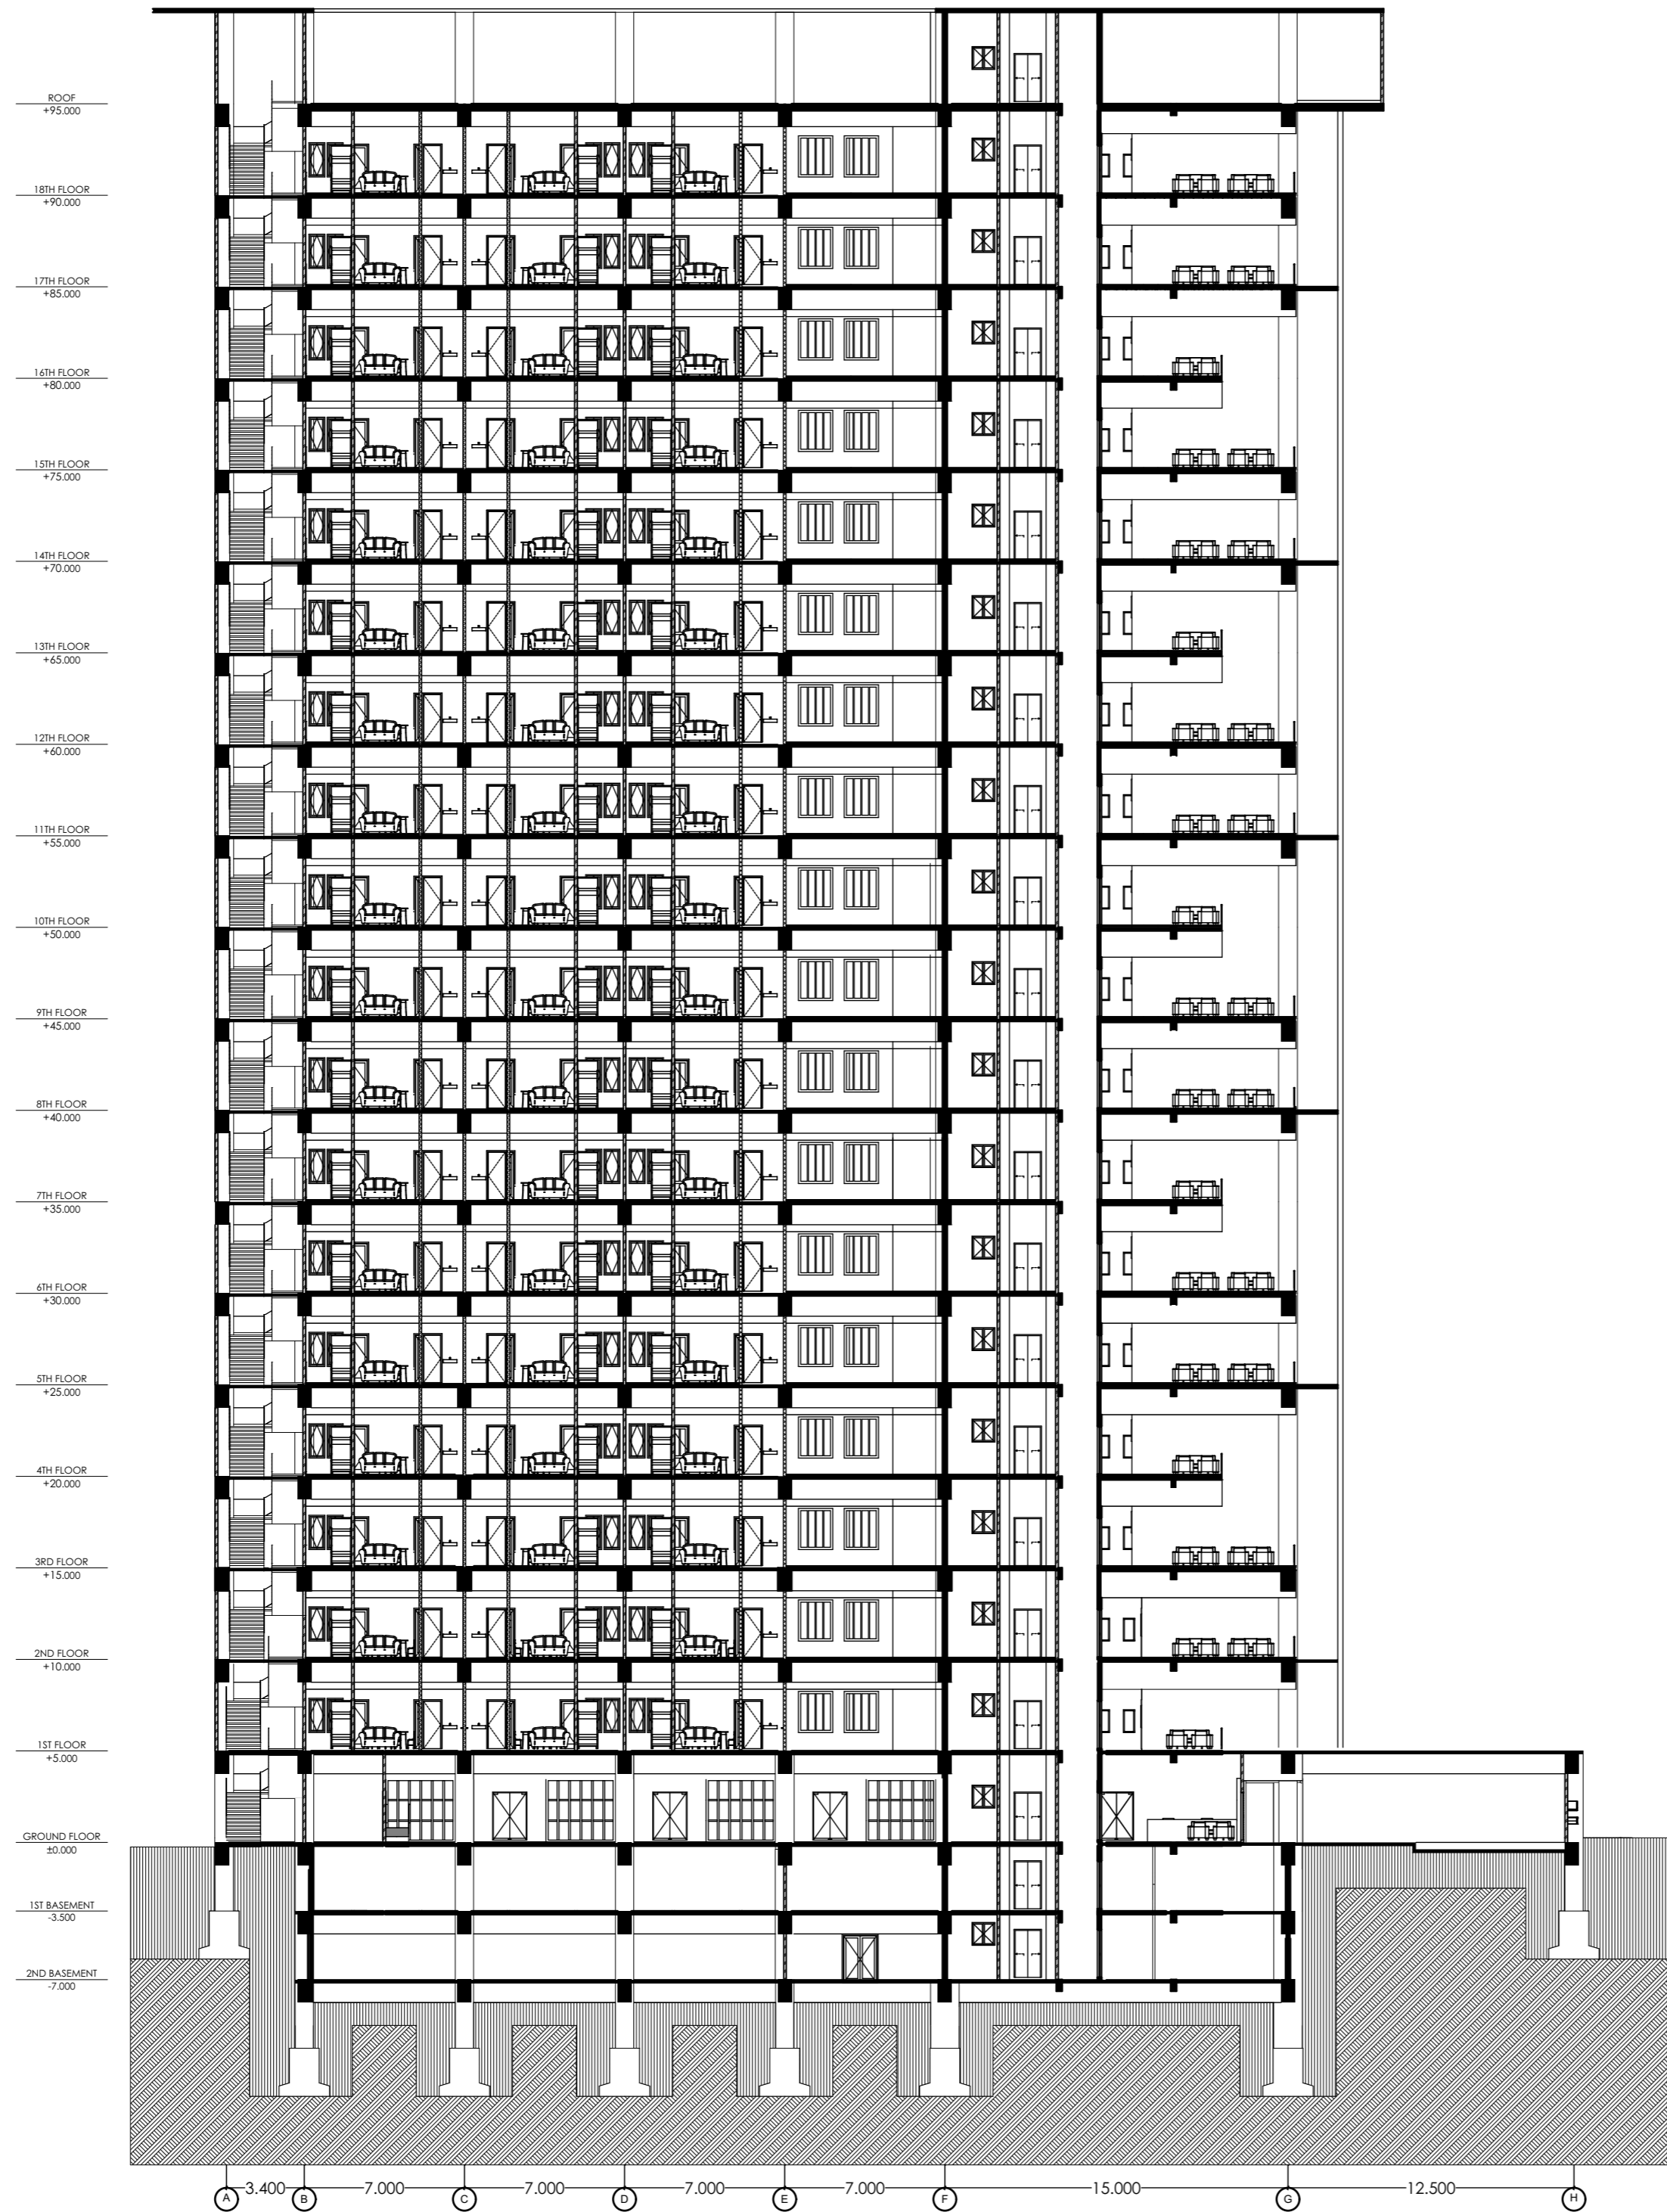 ROOF
+95.000
18TH FLOOR
+90.000
17TH FLOOR
+85.000
16TH FLOOR
+80.000
15TH FLOOR
+75.000
14TH FLOOR
+70.000
13TH FLOOR
+65.000
12TH FLOOR
+60.000
11TH FLOOR
+55.000
10TH FLOOR
+50.000
9TH FLOOR
+45.000
8TH FLOOR
+40.000
7TH FLOOR
+35.000
6TH FLOOR
+30.000
5TH FLOOR
+25.000
4TH FLOOR
+20.000
3RD FLOOR
+15.000
2ND FLOOR
+10.000
1ST FLOOR
+5.000
GROUND FLOOR
±0.000
1ST BASEMENT
-3.500
2ND BASEMENT
-7.000
A 3.400 B 7.000 C 7.000 D 7.000 E 7.000 F 15.000 G 12.500 H